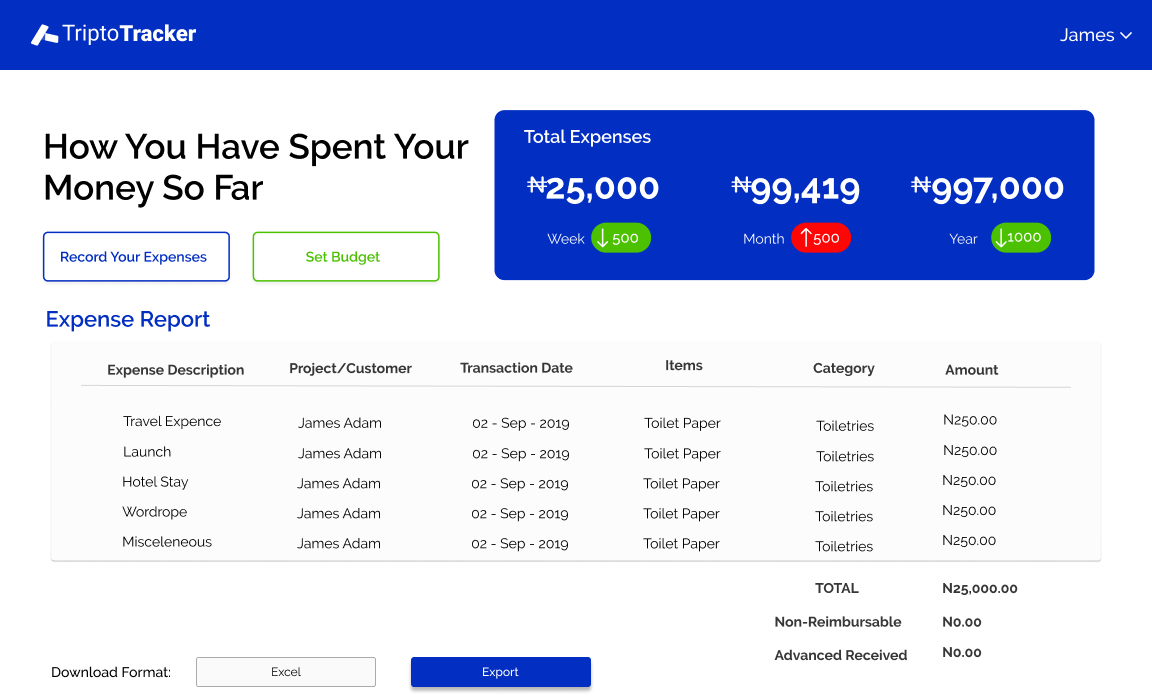 TriptoTracker
James
How You Have Spent Your
Money So Far
Record Your Expenses
Set Budget
Total Expenses
₦25,000 ₦99,419 ₦997,000
Week ↓ 500 Month ↑500 Year ↓1000
Expense Report
Expense Description Project/Customer Transaction Date Items Category Amount
Travel Expence James Adam 02 - Sep - 2019 Toilet Paper Toiletries N250.00
Launch James Adam 02 - Sep - 2019 Toilet Paper Toiletries N250.00
Hotel Stay James Adam 02 - Sep - 2019 Toilet Paper Toiletries N250.00
Wordrope James Adam 02 - Sep - 2019 Toilet Paper Toiletries N250.00
Misceleneous James Adam 02 - Sep - 2019 Toilet Paper Toiletries N250.00
TOTAL N25,000.00
Non-Reimbursable N0.00
Advanced Received N0.00
Download Format: Excel Export